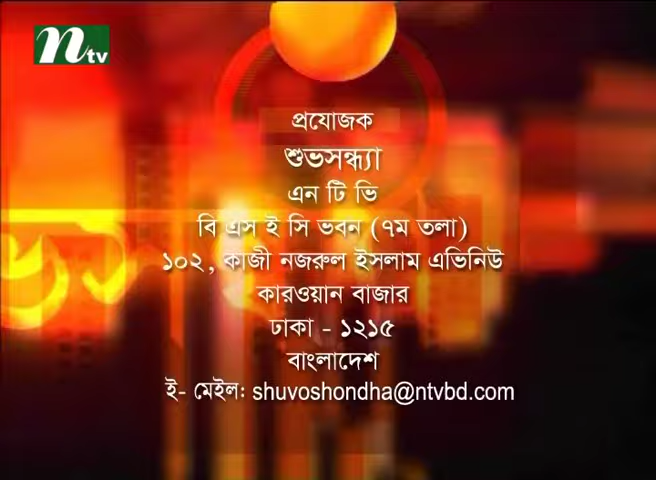 ntv
প্রযোজক
শুভসন্ধ্যা
এন টি ভি
বি এস ই সি ভবন (৭ম তলা)
১০২, কাজী নজরুল ইসলাম এভিনিউ
কারওয়ান বাজার
ঢাকা - ১২১৫
বাংলাদেশ
ই- মেইল: shuvoshondha@ntvbd.com